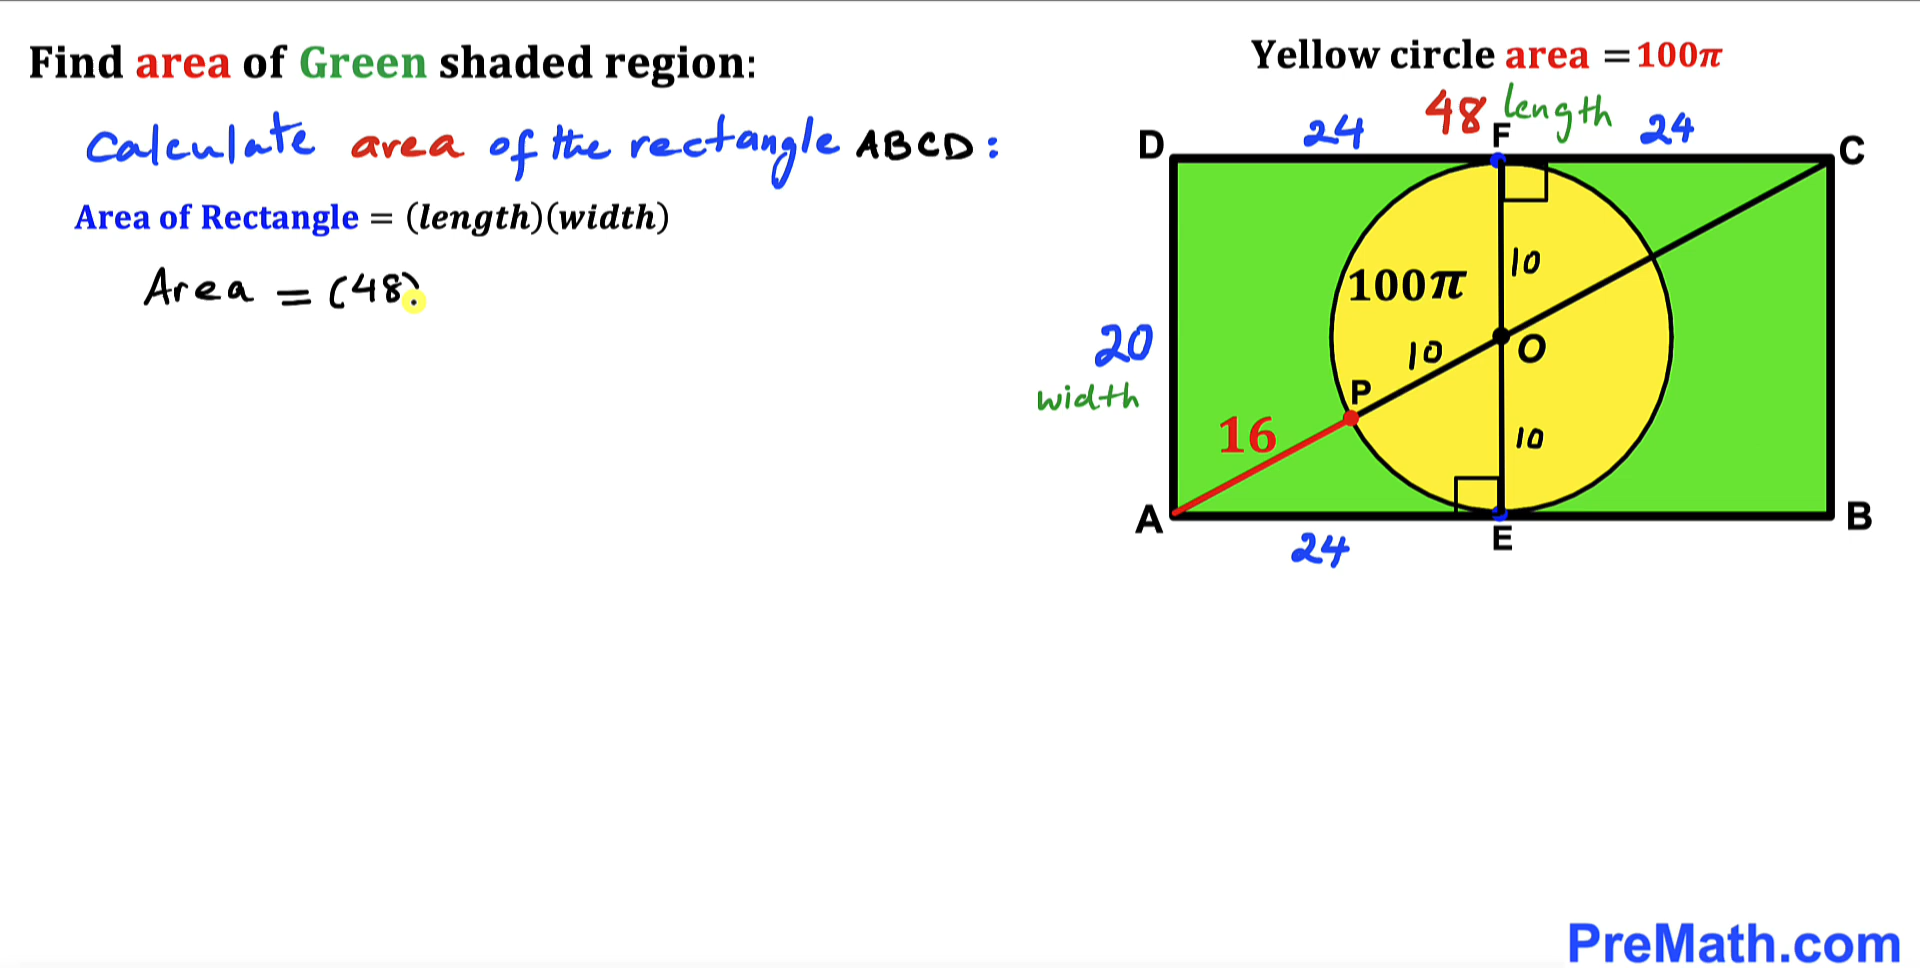 Find area of Green shaded region:
Yellow circle area = 100π
calculate area of the rectangle ABCD:
48 length
D 24 F 24 C
Area of Rectangle = (length)(width)
Area = (48)
100π 10
20 10 O
width P
16 10
A E B
24
PreMath.com